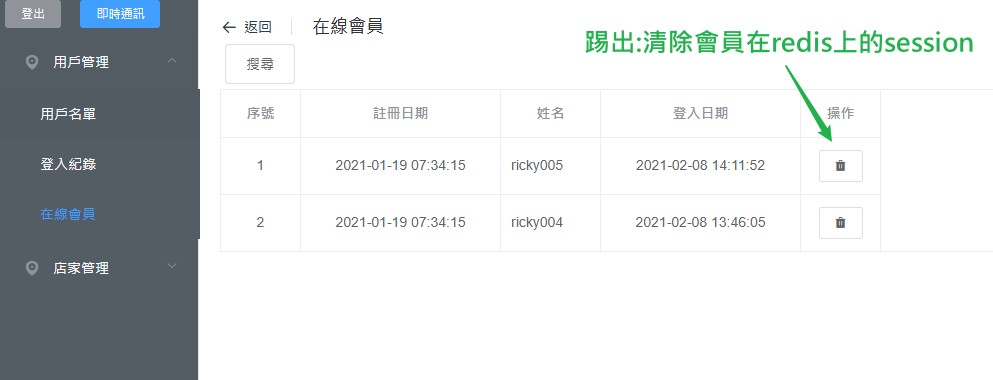 登出 即時通訊
用戶管理
用戶名單
登入紀錄
在線會員
店家管理
返回 在線會員
踢出:清除會員在redis上的session
搜尋
序號 註冊日期 姓名 登入日期 操作
1 2021-01-19 07:34:15 ricky005 2021-02-08 14:11:52
2 2021-01-19 07:34:15 ricky004 2021-02-08 13:46:05